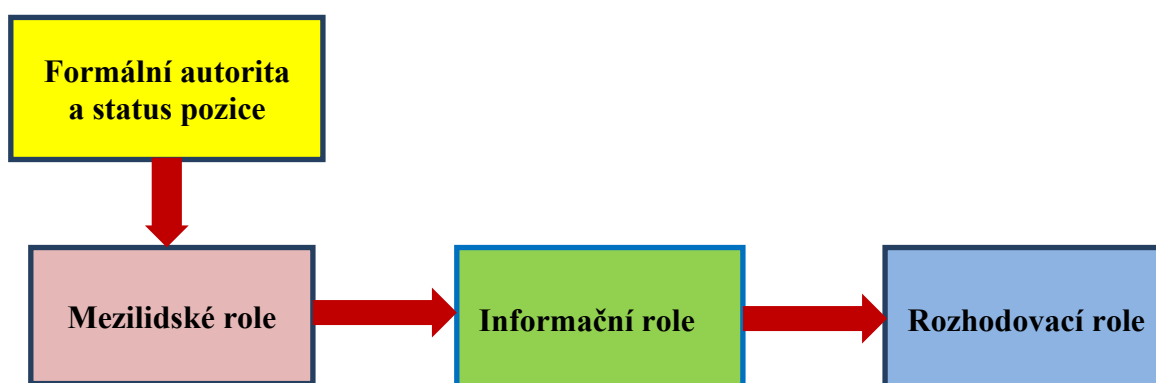 Formální autorita
a status pozice
Mezilidské role
Informační role
Rozhodovací role